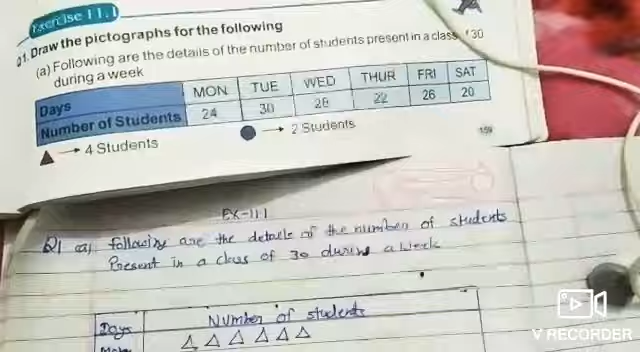 Exercise 11.1
Q1. Draw the pictographs for the following
(a) Following are the details of the number of students present in a class 30
during a week
Days MON TUE WED THUR FRI SAT
Number of Students 24 30 28 22 26 20
→ 4 Students → 2 Students
159
EX-11.1
Q1 (a) following are the details of the number of students
Present in a class of 30 during a week
Days Number of students
V RECORDER